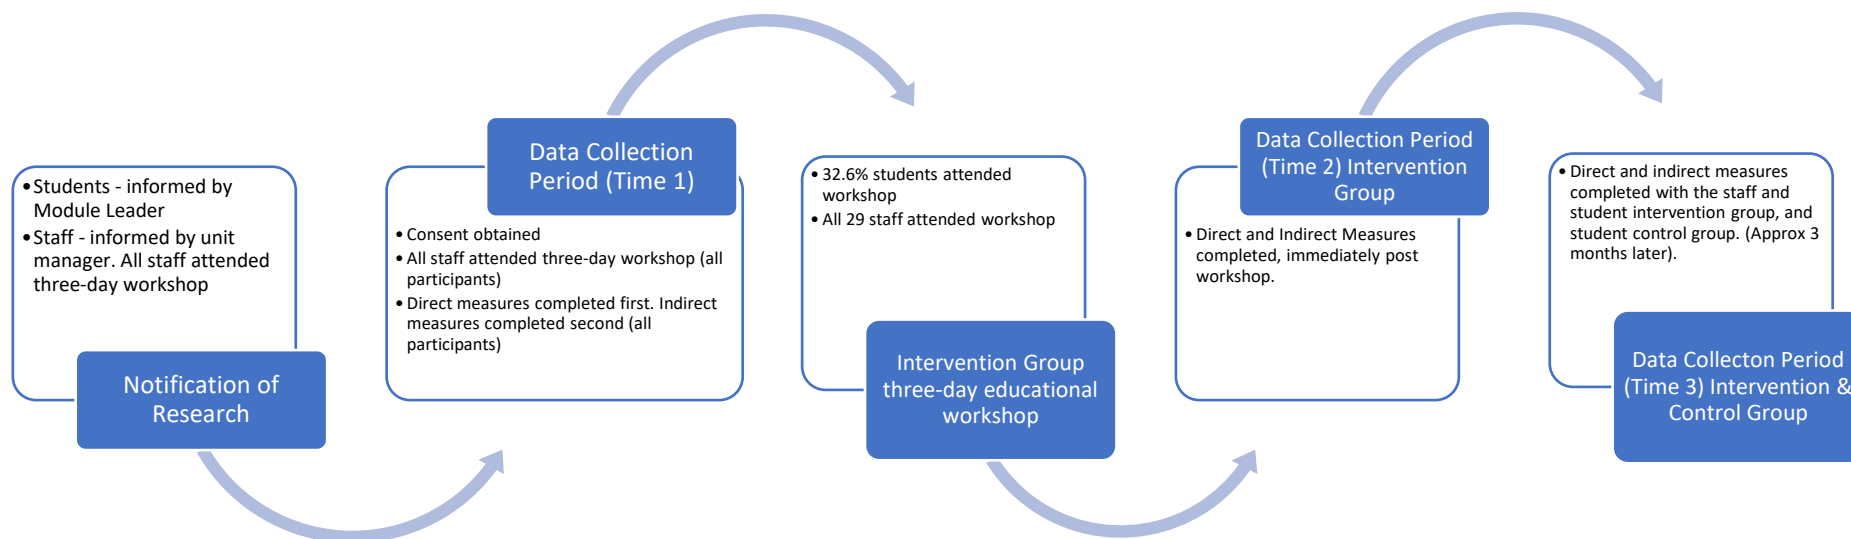 • Students - informed by
Module Leader
• Staff - informed by unit
manager. All staff attended
three-day workshop
Notification of
Research
Data Collection
Period (Time 1)
• Consent obtained
• All staff attended three-day workshop (all
participants)
• Direct measures completed first. Indirect
measures completed second (all
participants)
• 32.6% students attended
workshop
• All 29 staff attended workshop
Intervention Group
three-day educational
workshop
Data Collection Period
(Time 2) Intervention
Group
• Direct and Indirect Measures
completed, immediately post
workshop.
• Direct and indirect measures
completed with the staff and
student intervention group, and
student control group. (Approx 3
months later).
Data Collecton Period
(Time 3) Intervention &
Control Group